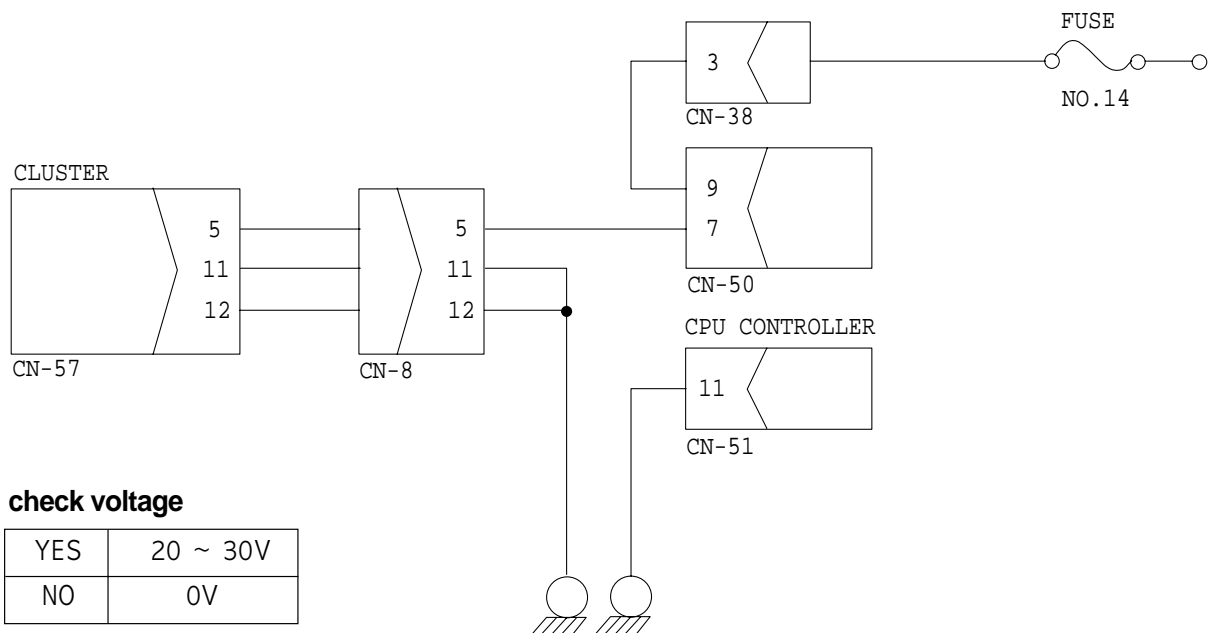 FUSE
3
NO.14
CN-38
CLUSTER
9
5
5
7
11
11
CN-50
12
12
CPU CONTROLLER
CN-57
CN-8
11
CN-51
check voltage
YES 20 ~ 30V
NO 0V